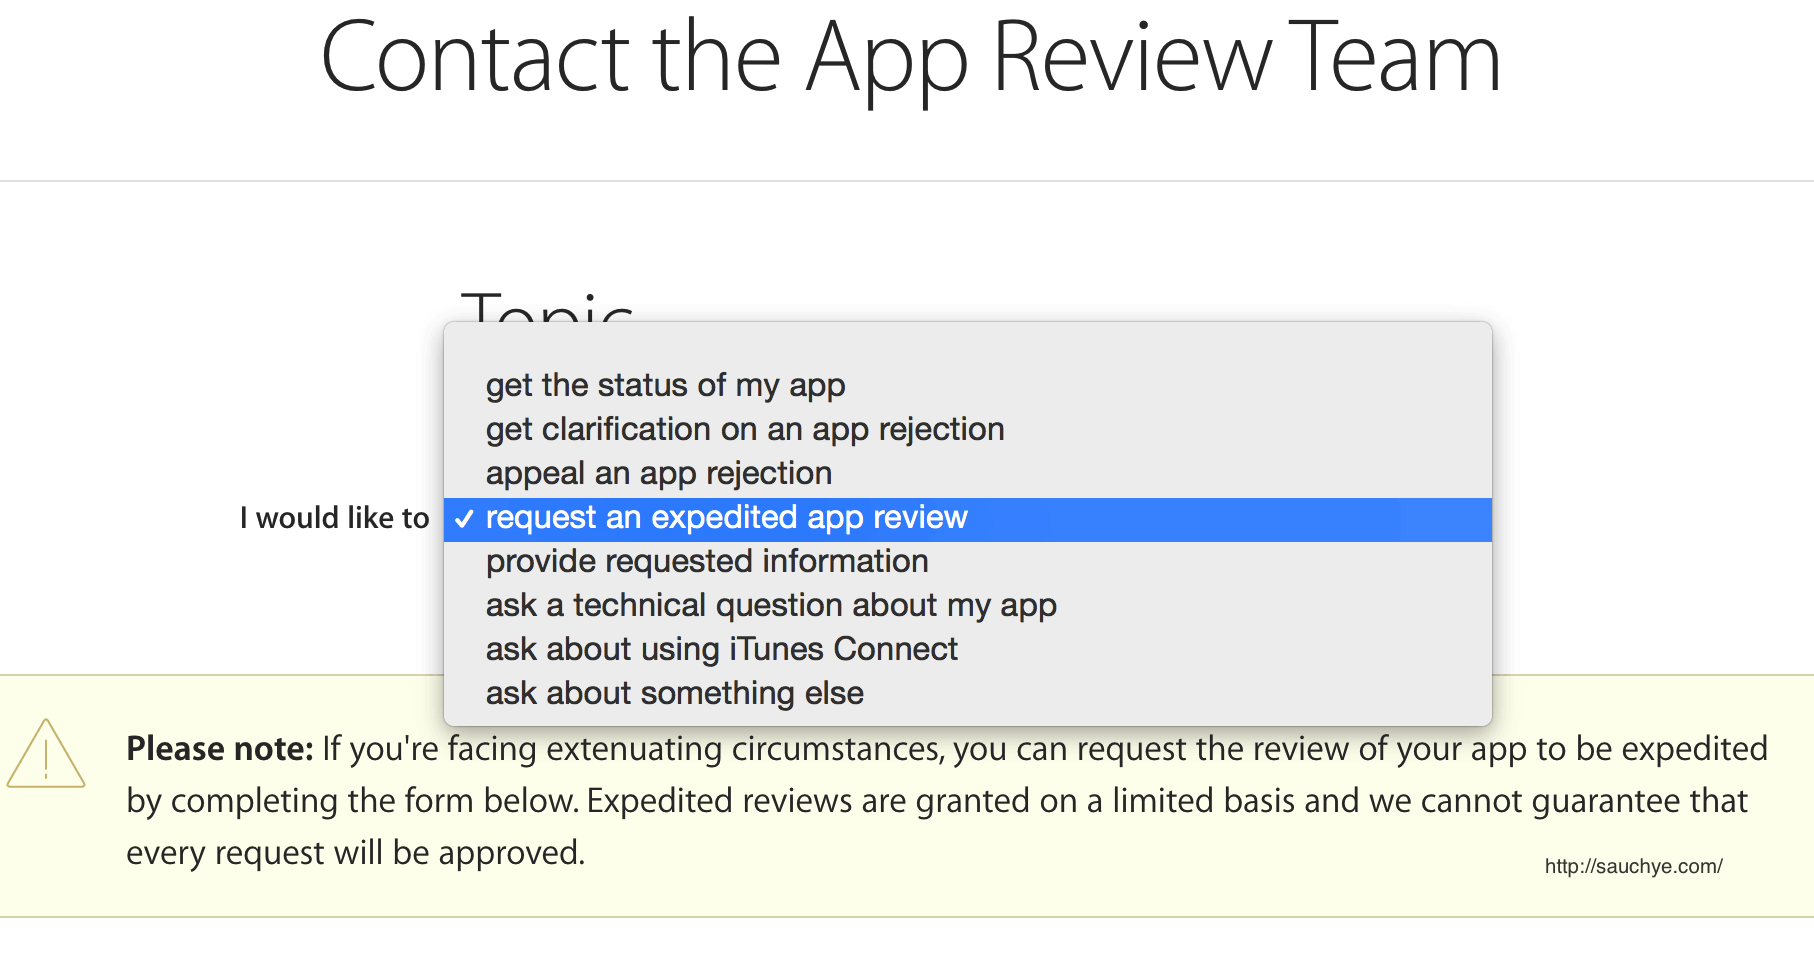 Contact the App Review Team
Topic
get the status of my app
get clarification on an app rejection
appeal an app rejection
I would like to ✓ request an expedited app review
provide requested information
ask a technical question about my app
ask about using iTunes Connect
ask about something else
Please note: If you're facing extenuating circumstances, you can request the review of your app to be expedited
by completing the form below. Expedited reviews are granted on a limited basis and we cannot guarantee that
every request will be approved.
http://sauchye.com/